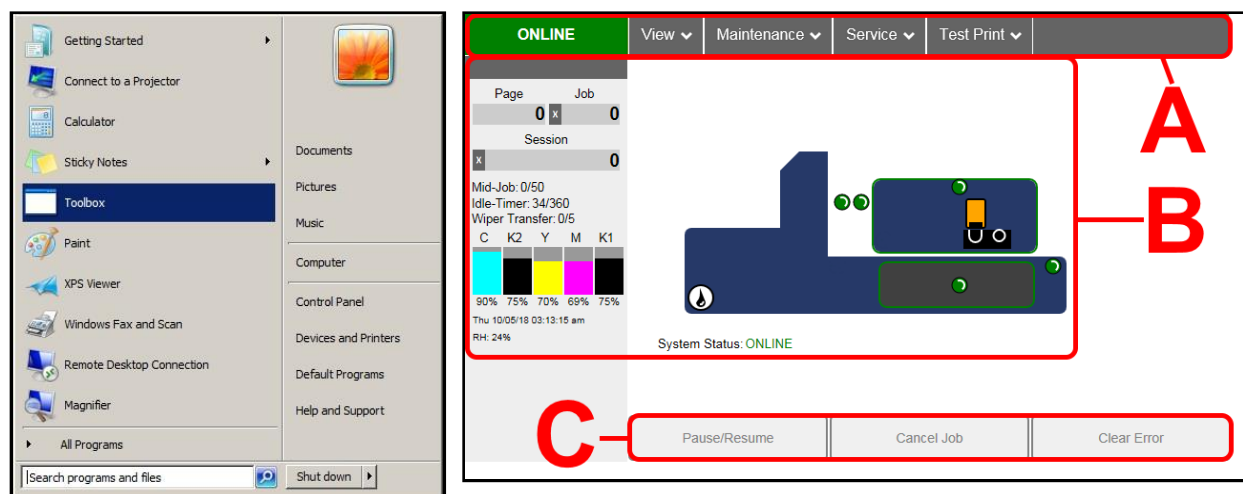 Getting Started
Connect to a Projector
Calculator
Sticky Notes
Toolbox
Paint
XPS Viewer
Windows Fax and Scan
Remote Desktop Connection
Magnifier
All Programs
Search programs and files
Documents
Pictures
Music
Computer
Control Panel
Devices and Printers
Default Programs
Help and Support
Shut down
ONLINE View Maintenance Service Test Print
A
Page Job
0 x 0
Session
x 0
Mid-Job: 0/50
Idle-Timer: 34/360
Wiper Transfer: 0/5
C K2 Y M K1
90% 75% 70% 69% 75%
Thu 10/05/18 03:13:15 am
RH: 24%
System Status: ONLINE
B
C
Pause/Resume Cancel Job Clear Error